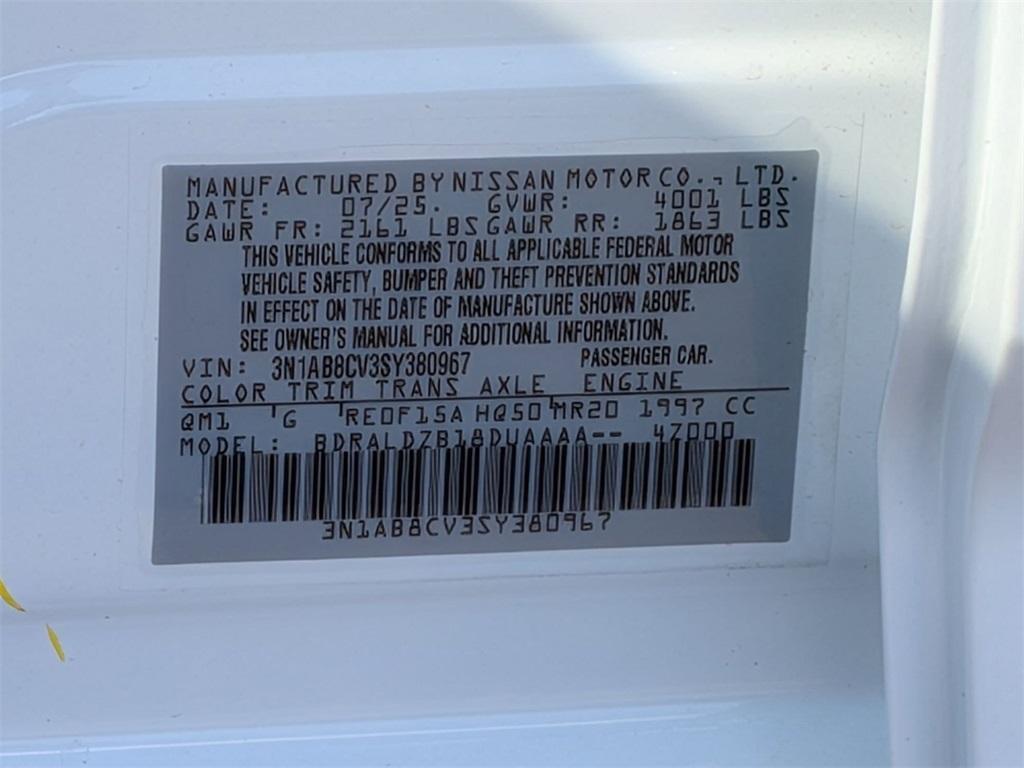 MANUFACTURED BY NISSAN MOTOR CO., LTD.
DATE: 07/25. GVWR: 4001 LBS
GAWR FR: 2161 LBS GAWR RR: 1863 LBS
THIS VEHICLE CONFORMS TO ALL APPLICABLE FEDERAL MOTOR
VEHICLE SAFETY, BUMPER AND THEFT PREVENTION STANDARDS
IN EFFECT ON THE DATE OF MANUFACTURE SHOWN ABOVE.
SEE OWNER'S MANUAL FOR ADDITIONAL INFORMATION.
VIN: 3N1AB8CV3SY380967 PASSENGER CAR.
COLOR TRIM TRANS AXLE ENGINE
QM1 G RE0F15A HQ50 MR20 1997 CC
MODEL: BDRALDZB18DUAAAA-- 4Z000
3N1AB8CV3SY380967